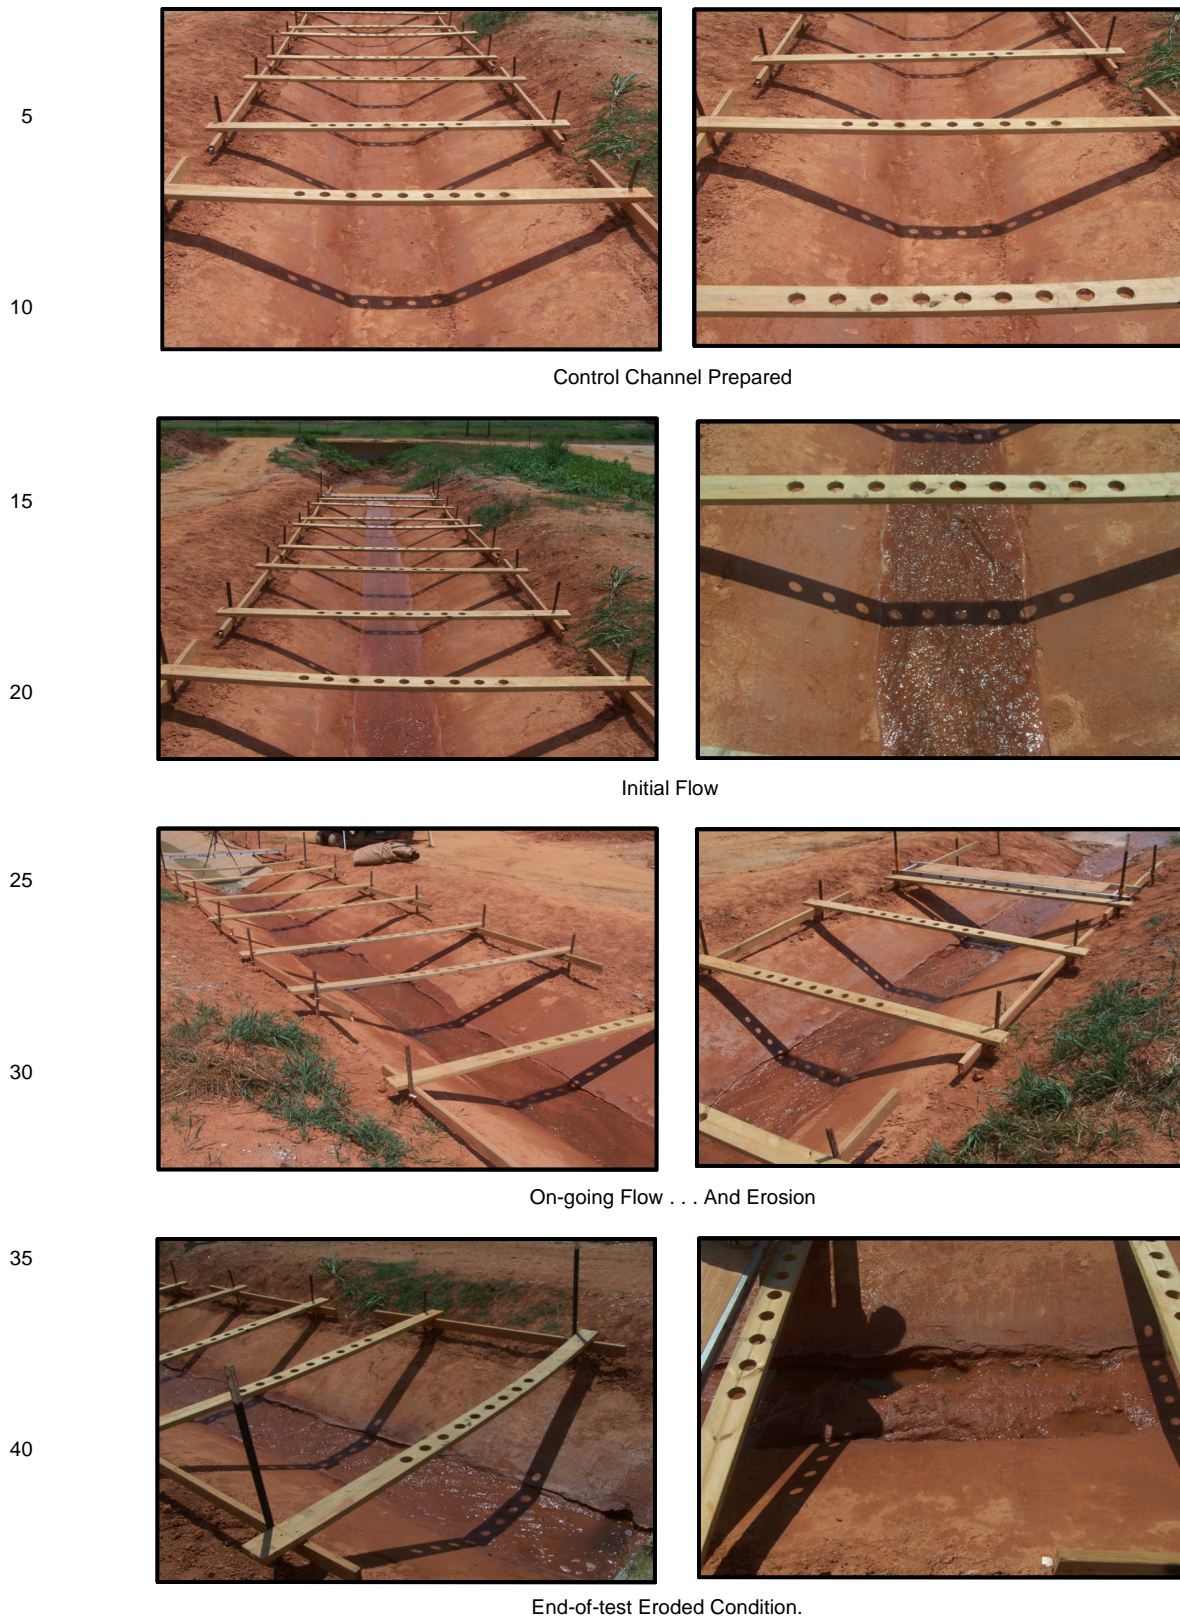 5
10
Control Channel Prepared
15
20
Initial Flow
25
30
On-going Flow . . . And Erosion
35
40
End-of-test Eroded Condition.